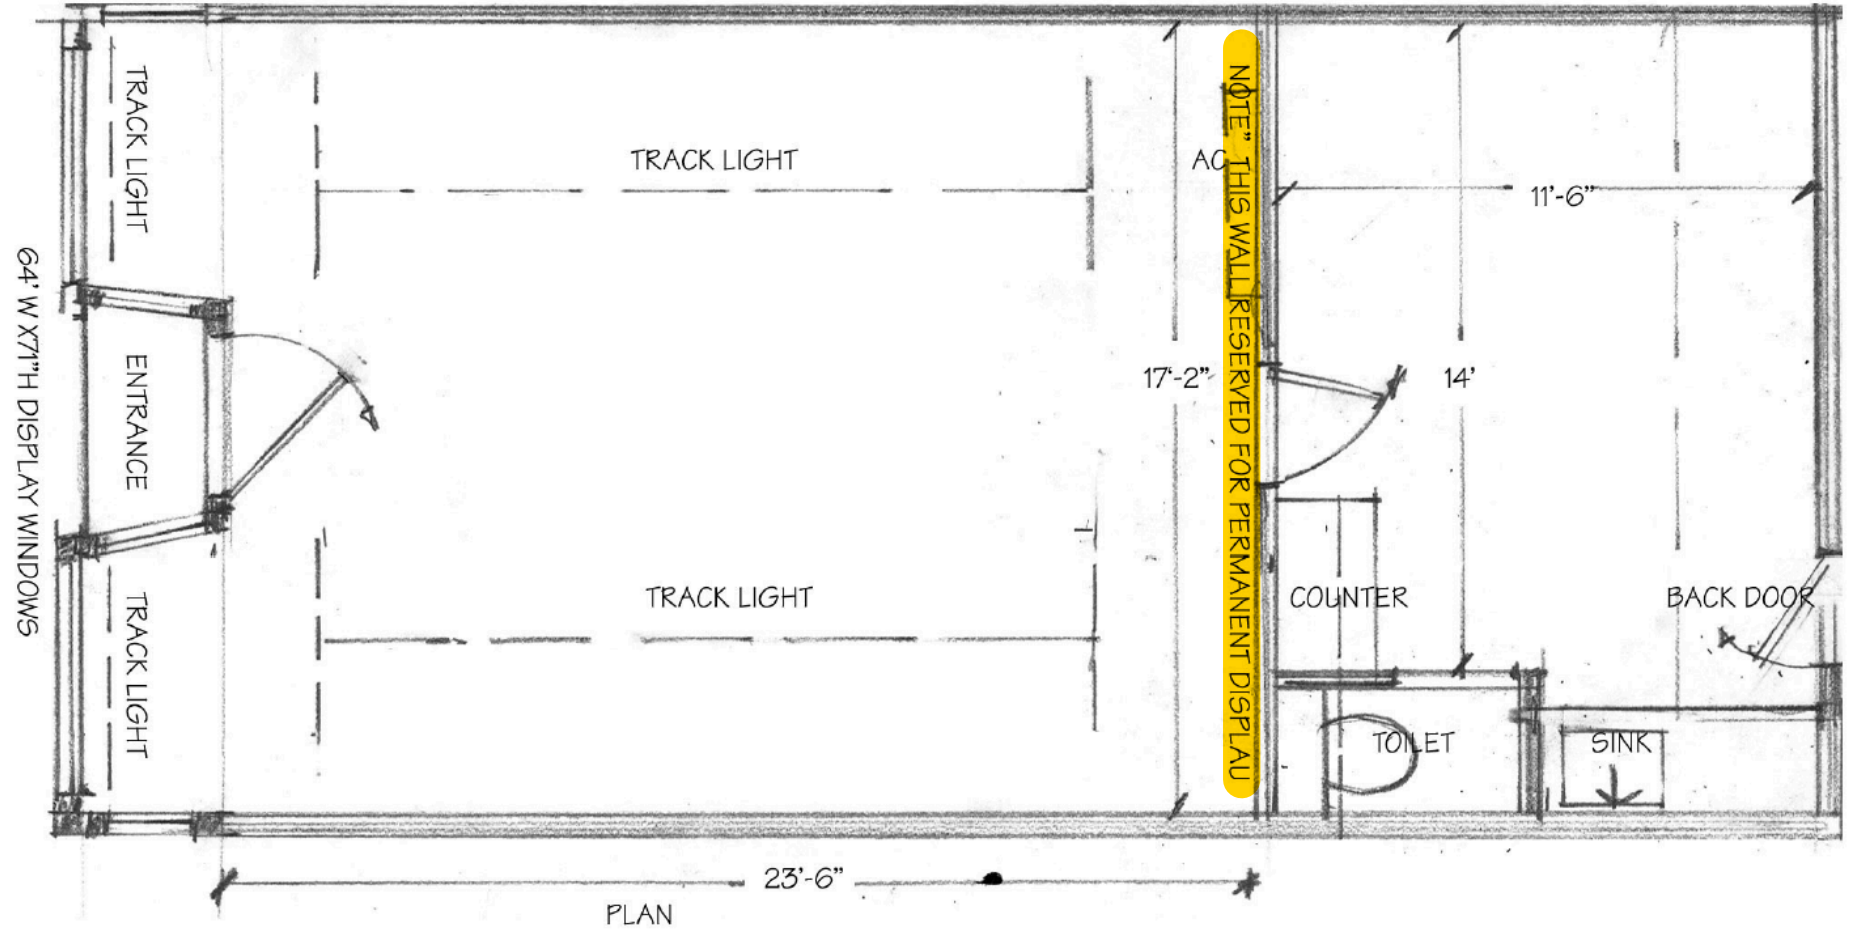 64' W X71"H DISPLAY WINDOWS
TRACK LIGHT
ENTRANCE
TRACK LIGHT
TRACK LIGHT
TRACK LIGHT
AC
NOTE" THIS WALL RESERVED FOR PERMANENT DISPLAU
17'-2"
11'-6"
14'
COUNTER
BACK DOOR
TOILET
SINK
23'-6"
PLAN